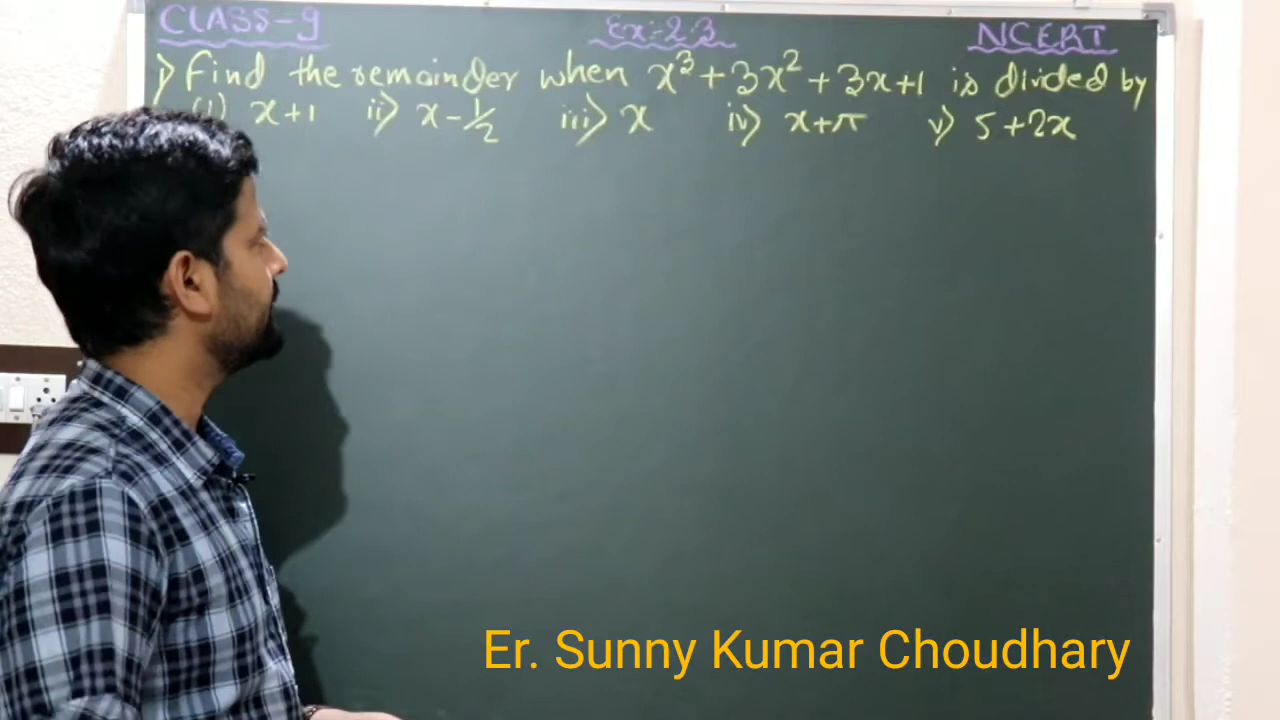 CLASS-9 Ex:-2.3 NCERT
1) Find the remainder when x³+3x²+3x+1 is divided by
(i) x+1 ii) x-1/2 iii) x iv) x+π v) 5+2x
Er. Sunny Kumar Choudhary